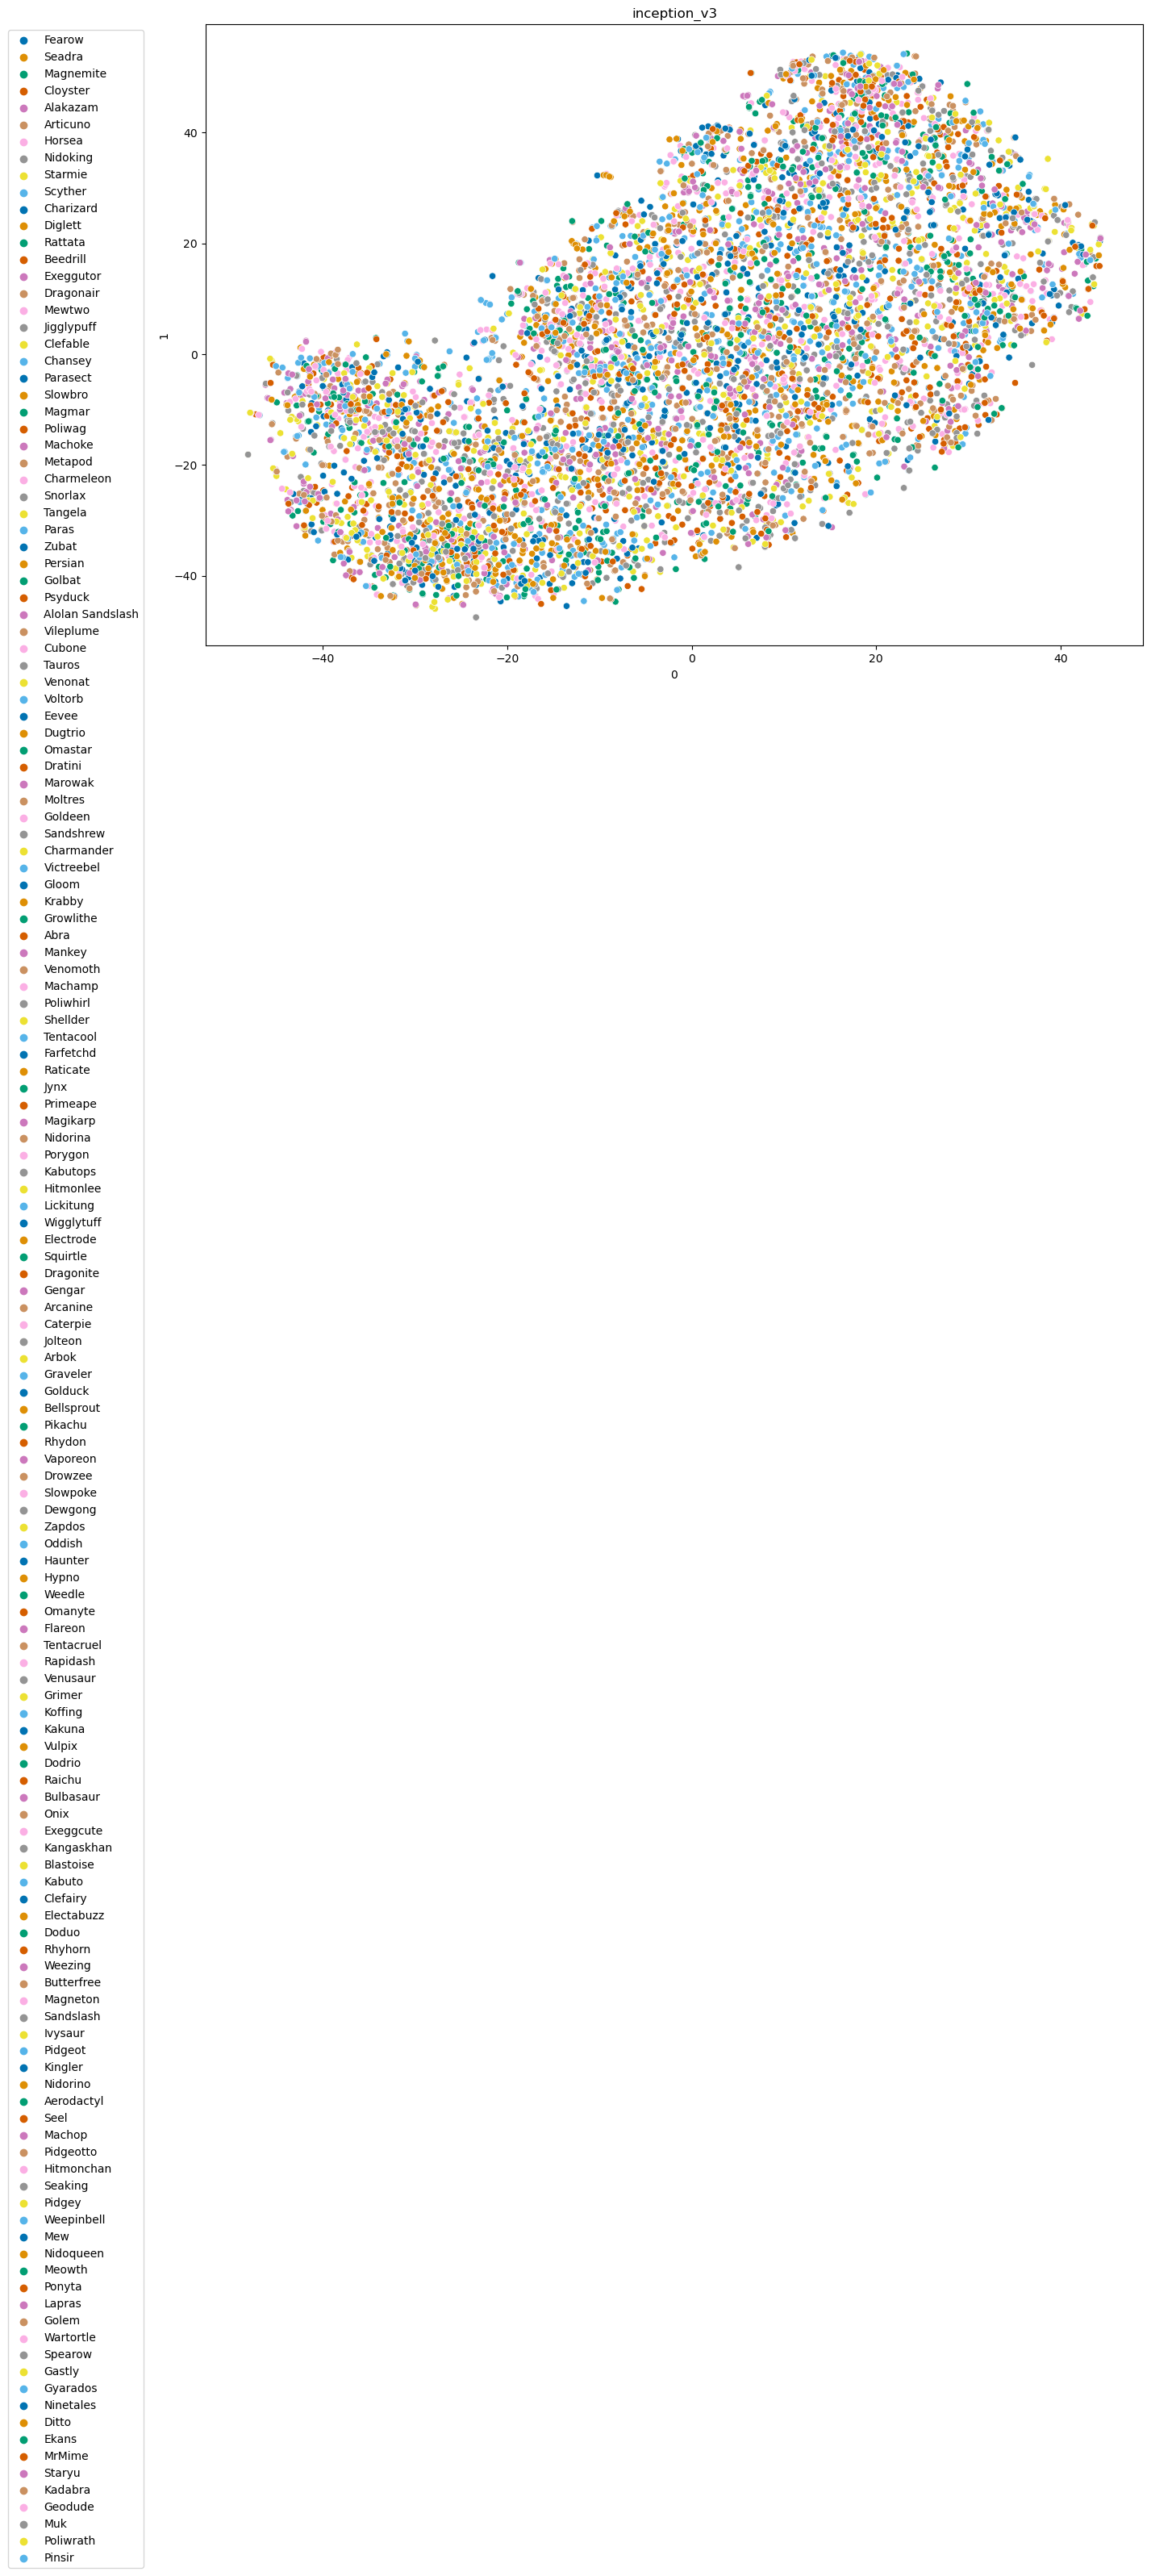 inception_v3
Fearow
Seadra
Magnemite
Cloyster
Alakazam
Articuno
Horsea
Nidoking
Starmie
Scyther
Charizard
Diglett
Rattata
Beedrill
Exeggutor
Dragonair
Mewtwo
Jigglypuff
Clefable
Chansey
Parasect
Slowbro
Magmar
Poliwag
Machoke
Metapod
Charmeleon
Snorlax
Tangela
Paras
Zubat
Persian
Golbat
Psyduck
Alolan Sandslash
Vileplume
Cubone
Tauros
Venonat
Voltorb
Eevee
Dugtrio
Omastar
Dratini
Marowak
Moltres
Goldeen
Sandshrew
Charmander
Victreebel
Gloom
Krabby
Growlithe
Abra
Mankey
Venomoth
Machamp
Poliwhirl
Shellder
Tentacool
Farfetchd
Raticate
Jynx
Primeape
Magikarp
Nidorina
Porygon
Kabutops
Hitmonlee
Lickitung
Wigglytuff
Electrode
Squirtle
Dragonite
Gengar
Arcanine
Caterpie
Jolteon
Arbok
Graveler
Golduck
Bellsprout
Pikachu
Rhydon
Vaporeon
Drowzee
Slowpoke
Dewgong
Zapdos
Oddish
Haunter
Hypno
Weedle
Omanyte
Flareon
Tentacruel
Rapidash
Venusaur
Grimer
Koffing
Kakuna
Vulpix
Dodrio
Raichu
Bulbasaur
Onix
Exeggcute
Kangaskhan
Blastoise
Kabuto
Clefairy
Electabuzz
Doduo
Rhyhorn
Weezing
Butterfree
Magneton
Sandslash
Ivysaur
Pidgeot
Kingler
Nidorino
Aerodactyl
Seel
Machop
Pidgeotto
Hitmonchan
Seaking
Pidgey
Weepinbell
Mew
Nidoqueen
Meowth
Ponyta
Lapras
Golem
Wartortle
Spearow
Gastly
Gyarados
Ninetales
Ditto
Ekans
MrMime
Staryu
Kadabra
Geodude
Muk
Poliwrath
Pinsir
1
40
20
0
−20
−40
−40
−20
0
20
40
0